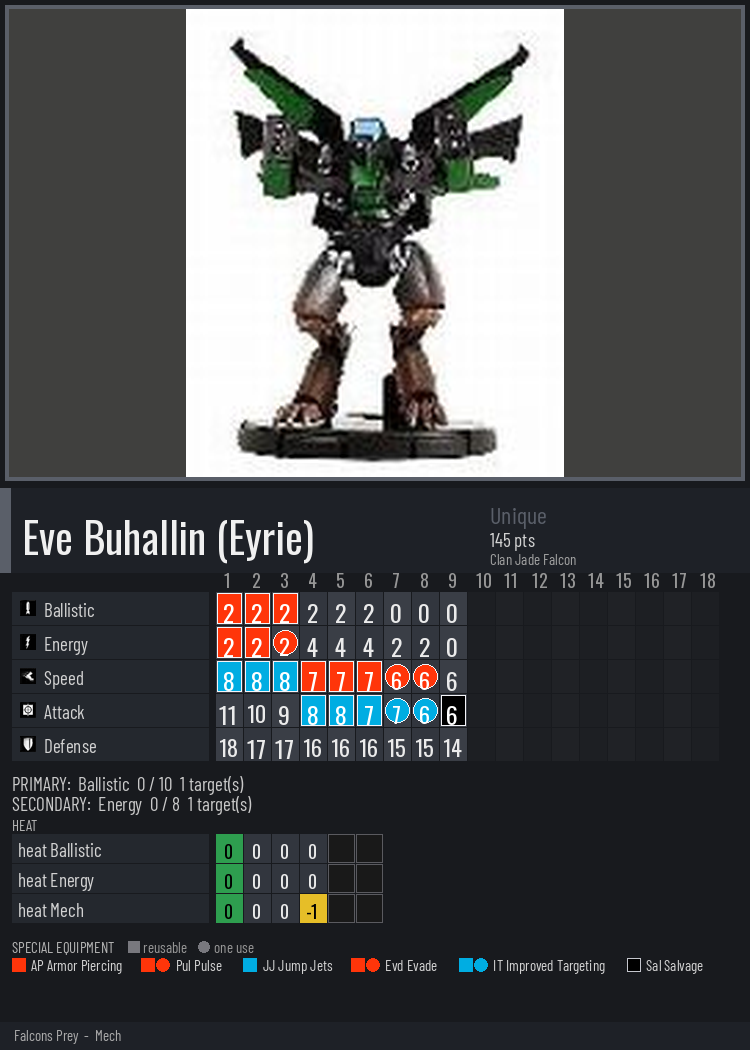 Eve Buhallin (Eyrie)
Unique
145 pts
Clan Jade Falcon
1 2 3 4 5 6 7 8 9 10 11 12 13 14 15 16 17 18
Ballistic 2 2 2 2 2 2 0 0 0
Energy 2 2 2 4 4 4 2 2 0
Speed 8 8 8 7 7 7 6 6 6
Attack 11 10 9 8 8 7 7 6 6
Defense 18 17 17 16 16 16 15 15 14
PRIMARY: Ballistic 0 / 10 1 target(s)
SECONDARY: Energy 0 / 8 1 target(s)
HEAT
heat Ballistic 0 0 0 0
heat Energy 0 0 0 0
heat Mech 0 0 0 -1
SPECIAL EQUIPMENT reusable one use
AP Armor Piercing Pul Pulse JJ Jump Jets Evd Evade IT Improved Targeting Sal Salvage
Falcons Prey - Mech